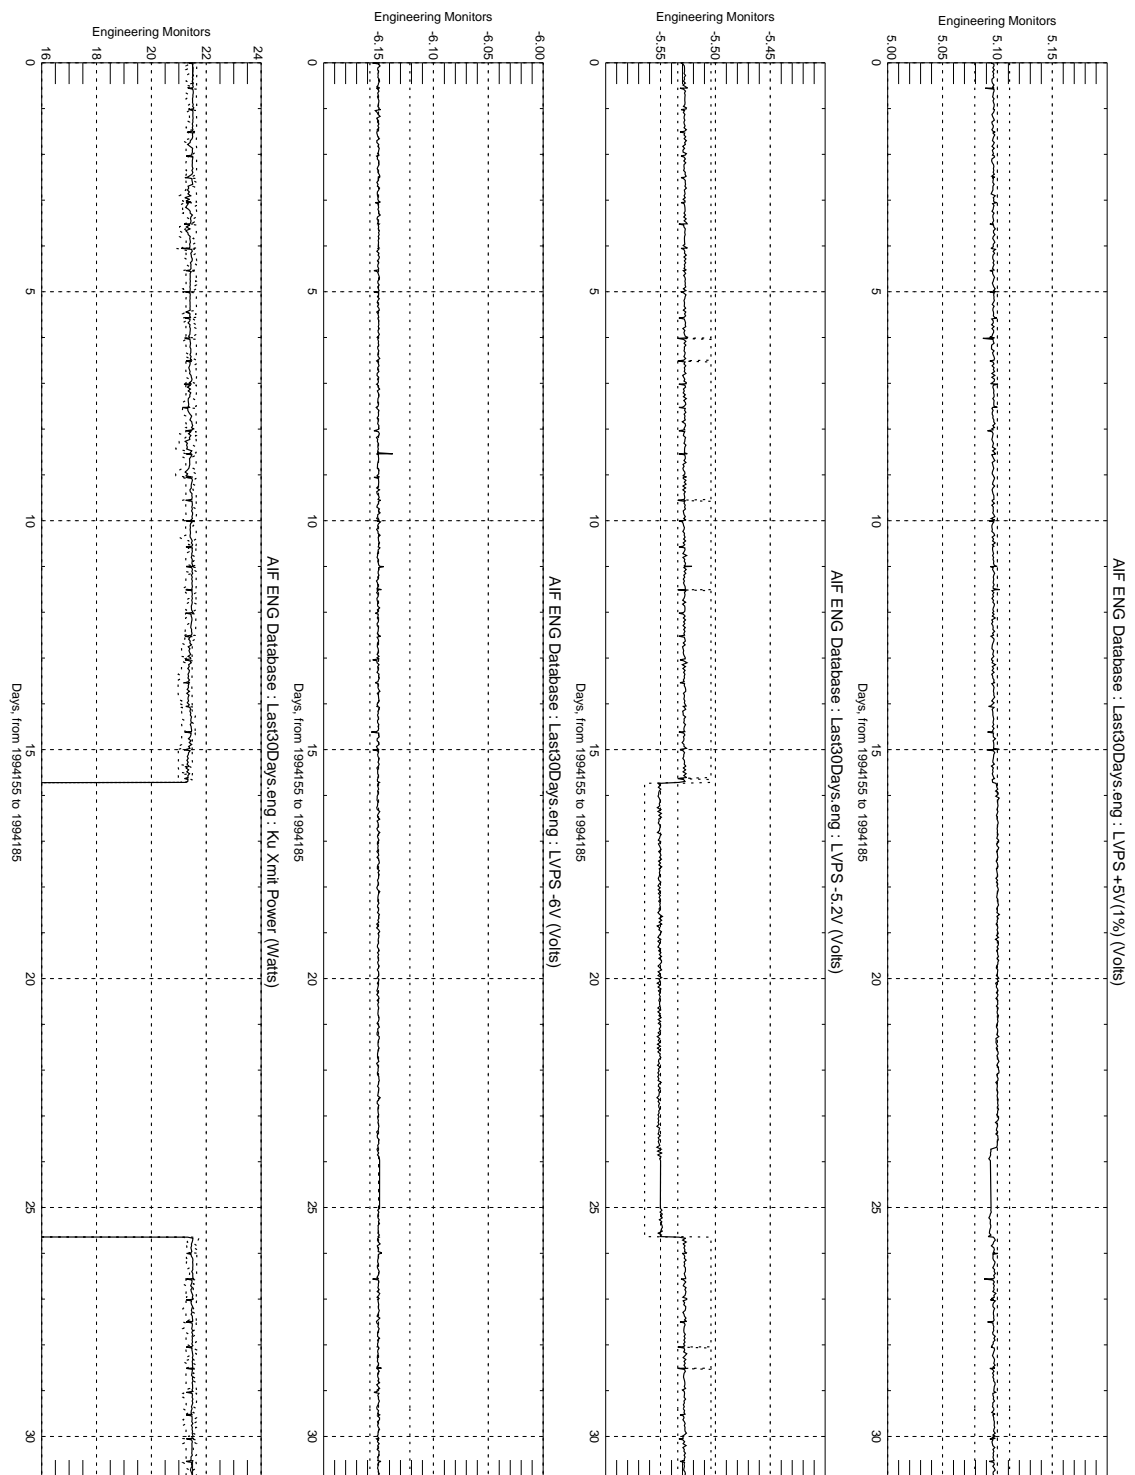 AIF ENG Database : Last30Days.eng : LVPS +5V(1%) (Volts)
Engineering Monitors
5.15
5.10
5.05
5.00
0 5 10 15 20 25 30
Days, from 1994155 to 1994185
AIF ENG Database : Last30Days.eng : LVPS -5.2V (Volts)
Engineering Monitors
-5.45
-5.50
-5.55
0 5 10 15 20 25 30
Days, from 1994155 to 1994185
AIF ENG Database : Last30Days.eng : LVPS -6V (Volts)
Engineering Monitors
-6.00
-6.05
-6.10
-6.15
0 5 10 15 20 25 30
Days, from 1994155 to 1994185
AIF ENG Database : Last30Days.eng : Ku Xmit Power (Watts)
Engineering Monitors
24
22
21
20
18
16
0 5 10 15 20 25 30
Days, from 1994155 to 1994185